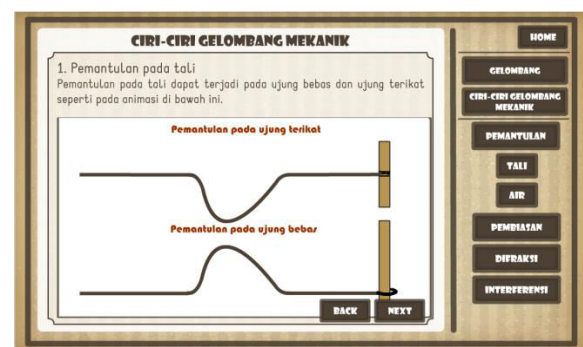 CIRI-CIRI GELOMBANG MEKANIK
1. Pemantulan pada tali
Pemantulan pada tali dapat terjadi pada ujung bebas dan ujung terikat
seperti pada animasi di bawah ini.
Pemantulan pada ujung terikat
Pemantulan pada ujung bebas
BACK
NEXT
HOME
GELOMBANG
CIRI-CIRI GELOMBANG
MEKANIK
PEMANTULAN
TALI
AIR
PEMBIASAN
DIFRAKSI
INTERFERENSI